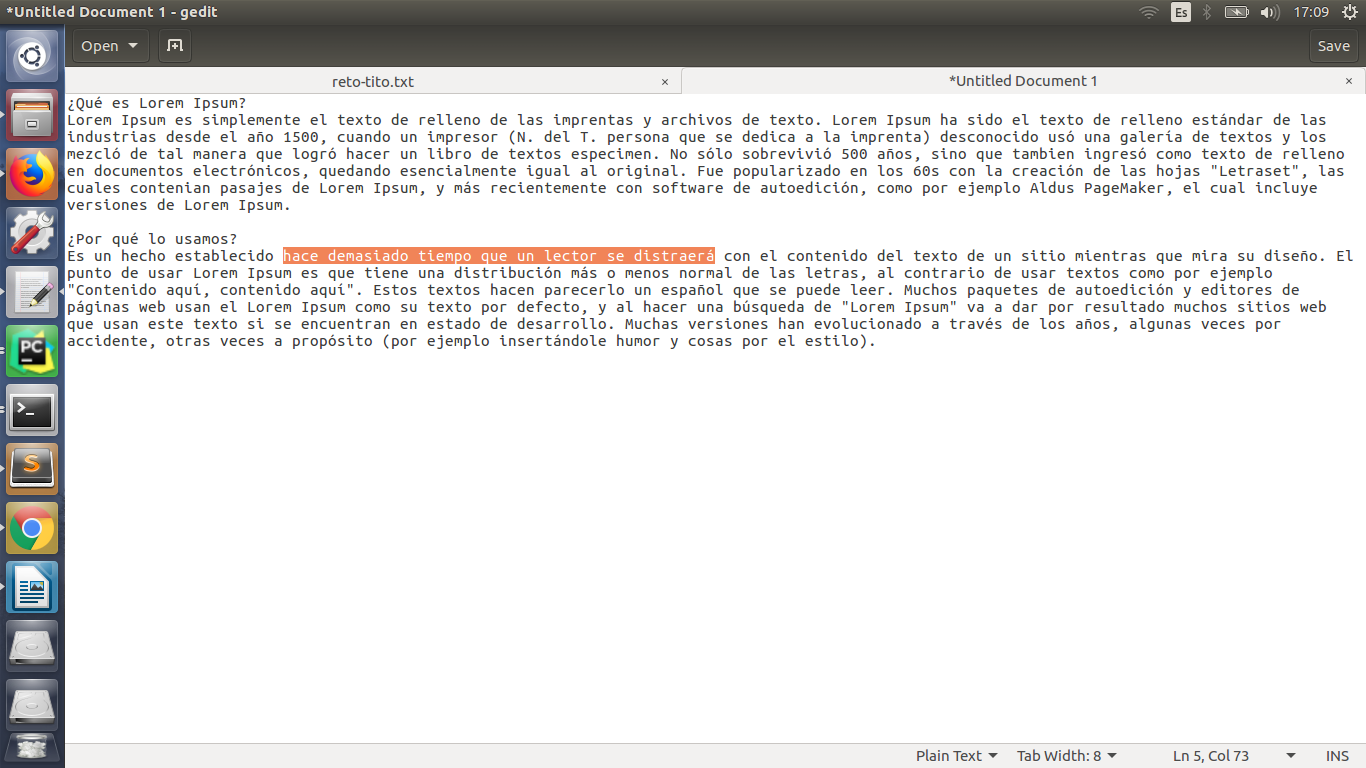 *Untitled Document 1 - gedit
Es
17:09
Open
Save
reto-tito.txt
*Untitled Document 1
¿Qué es Lorem Ipsum?
Lorem Ipsum es simplemente el texto de relleno de las imprentas y archivos de texto. Lorem Ipsum ha sido el texto de relleno estándar de las
industrias desde el año 1500, cuando un impresor (N. del T. persona que se dedica a la imprenta) desconocido usó una galería de textos y los
mezcló de tal manera que logró hacer un libro de textos especimen. No sólo sobrevivió 500 años, sino que tambien ingresó como texto de relleno
en documentos electrónicos, quedando esencialmente igual al original. Fue popularizado en los 60s con la creación de las hojas "Letraset", las
cuales contenian pasajes de Lorem Ipsum, y más recientemente con software de autoedición, como por ejemplo Aldus PageMaker, el cual incluye
versiones de Lorem Ipsum.
¿Por qué lo usamos?
Es un hecho establecido hace demasiado tiempo que un lector se distraerá con el contenido del texto de un sitio mientras que mira su diseño. El
punto de usar Lorem Ipsum es que tiene una distribución más o menos normal de las letras, al contrario de usar textos como por ejemplo
"Contenido aquí, contenido aquí". Estos textos hacen parecerlo un español que se puede leer. Muchos paquetes de autoedición y editores de
páginas web usan el Lorem Ipsum como su texto por defecto, y al hacer una búsqueda de "Lorem Ipsum" va a dar por resultado muchos sitios web
que usan este texto si se encuentran en estado de desarrollo. Muchas versiones han evolucionado a través de los años, algunas veces por
accidente, otras veces a propósito (por ejemplo insertándole humor y cosas por el estilo).
PC
>_
S
Plain Text
Tab Width: 8
Ln 5, Col 73
INS